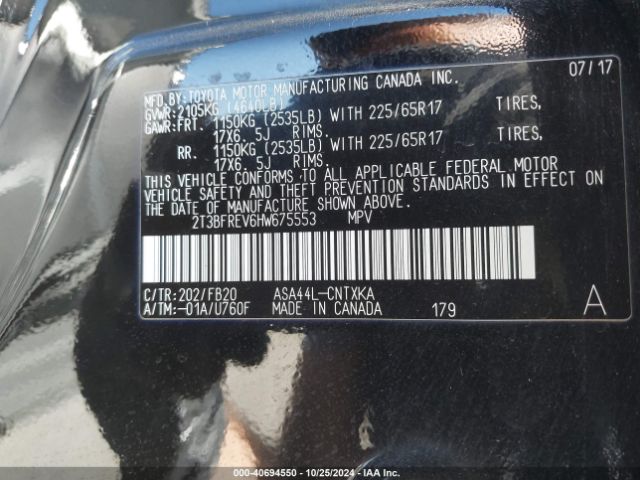 MFD.BY:TOYOTA MOTOR MANUFACTURING CANADA INC. 07/17
GVWR:2105KG (4640LB)
GAWR:FRT. 1150KG (2535LB) WITH 225/65R17 TIRES,
17X6.5J RIMS.
RR. 1150KG (2535LB) WITH 225/65R17 TIRES,
17X6.5J RIMS.
THIS VEHICLE CONFORMS TO ALL APPLICABLE FEDERAL MOTOR
VEHICLE SAFETY AND THEFT PREVENTION STANDARDS IN EFFECT ON
THE DATE OF MANUFACTURE SHOWN ABOVE.
2T3BFREV6HW675553 MPV
C/TR:202/FB20 ASA44L-CNTXKA
A/TM:-01A/U760F MADE IN CANADA 179 A
000-40694550 - 10/25/2024 - IAA Inc.